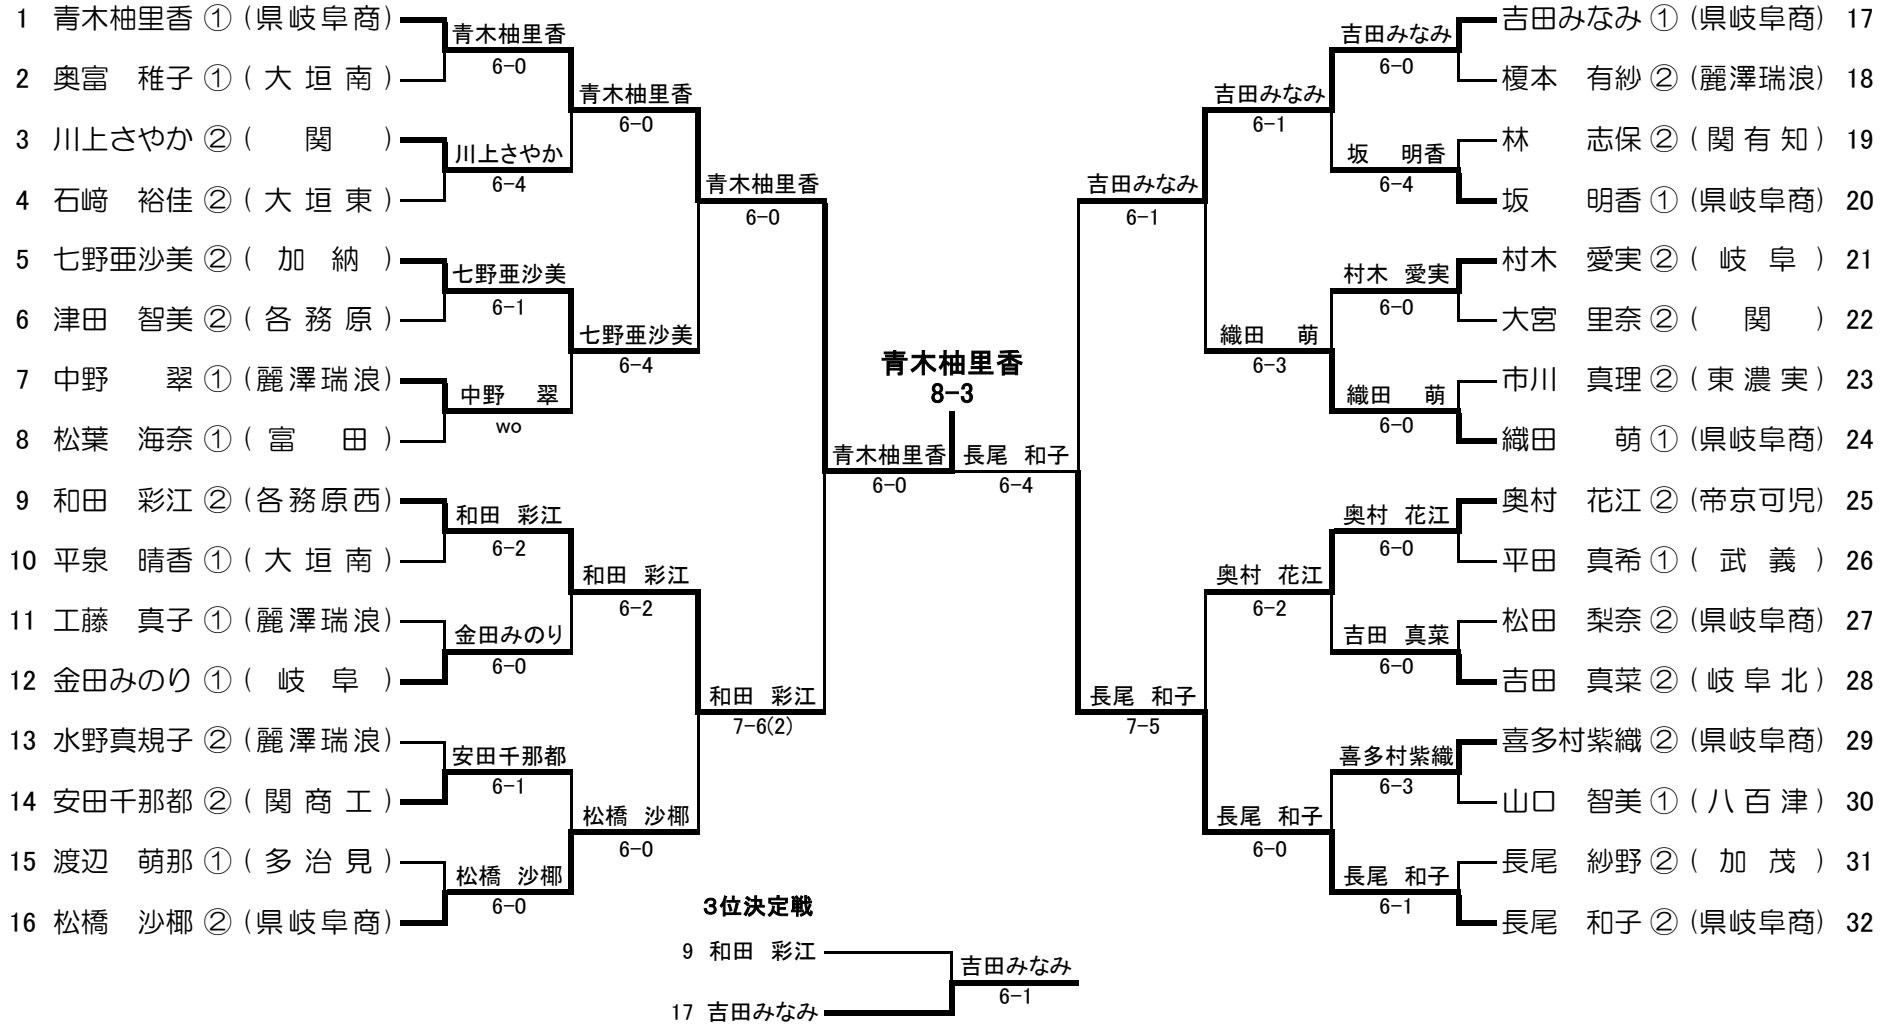 1 青木柚里香 ① (県岐阜商)
2 奥富　稚子 ① ( 大 垣 南 )
3 川上さやか ② (　　関　　)
4 石﨑　裕佳 ② ( 大 垣 東 )
5 七野亜沙美 ② (　加　納　)
6 津田　智美 ② ( 各 務 原 )
7 中野　　翠 ① (麗澤瑞浪)
8 松葉　海奈 ① ( 富　　田 )
9 和田　彩江 ② (各務原西)
10 平泉　晴香 ① ( 大 垣 南 )
11 工藤　真子 ① (麗澤瑞浪)
12 金田みのり ① (　岐　阜　)
13 水野真規子 ② (麗澤瑞浪)
14 安田千那都 ② ( 関 商 工 )
15 渡辺　萌那 ① ( 多 治 見 )
16 松橋　沙椰 ② (県岐阜商)
青木柚里香
6-0
川上さやか
6-4
七野亜沙美
6-1
中野　翠
wo
和田　彩江
6-2
金田みのり
6-0
安田千那都
6-1
松橋　沙椰
6-0
青木柚里香
6-0
七野亜沙美
6-4
和田　彩江
6-2
松橋　沙椰
6-0
青木柚里香
6-0
和田　彩江
7-6(2)
青木柚里香
6-0
青木柚里香
8-3
長尾　和子
6-4
吉田みなみ
6-1
長尾　和子
7-5
吉田みなみ
6-1
織田　萌
6-3
奥村　花江
6-2
長尾　和子
6-0
吉田みなみ
6-0
坂　明香
6-4
村木　愛実
6-0
織田　萌
6-0
奥村　花江
6-0
吉田　真菜
6-0
喜多村紫織
6-3
長尾　和子
6-1
吉田みなみ ① (県岐阜商) 17
榎本　有紗 ② (麗澤瑞浪) 18
林　　志保 ② ( 関 有 知 ) 19
坂　　明香 ① (県岐阜商) 20
村木　愛実 ② (　岐　阜　) 21
大宮　里奈 ② (　　関　　) 22
市川　真理 ② ( 東 濃 実 ) 23
織田　　萌 ① (県岐阜商) 24
奥村　花江 ② (帝京可児) 25
平田　真希 ① (　武　義　) 26
松田　梨奈 ② (県岐阜商) 27
吉田　真菜 ② ( 岐 阜 北 ) 28
喜多村紫織 ② (県岐阜商) 29
山口　智美 ① ( 八 百 津 ) 30
長尾　紗野 ② (　加　茂　) 31
長尾　和子 ② (県岐阜商) 32
３位決定戦
9 和田　彩江
17 吉田みなみ
吉田みなみ
6-1